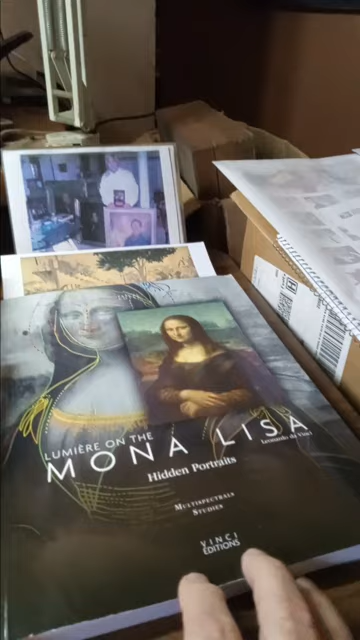 LUMIÈRE ON THE
MONA LISA
Leonardo da Vinci
Hidden Portraits
MULTISPECTRAL
STUDIES
VINCI
EDITIONS